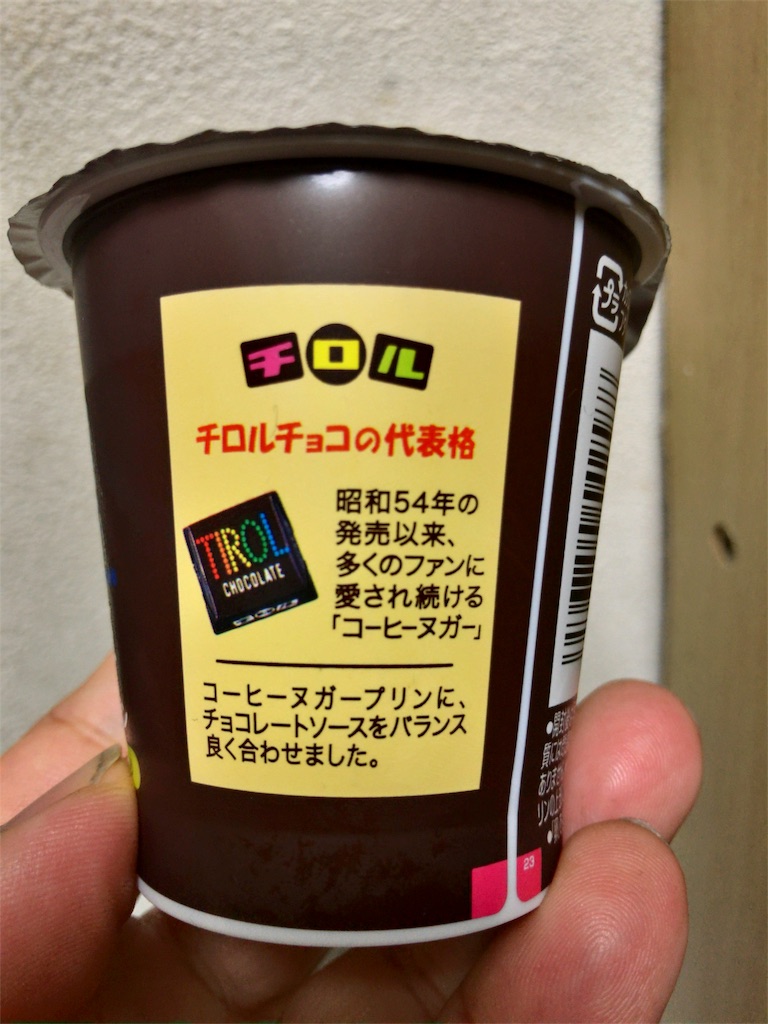 チロル
チロルチョコの代表格
TIROL
CHOCOLATE
昭和54年の
発売以来、
多くのファンに
愛され続ける
「コーヒーヌガー」
コーヒーヌガープリンに、
チョコレートソースをバランス
良く合わせました。
プラ
23